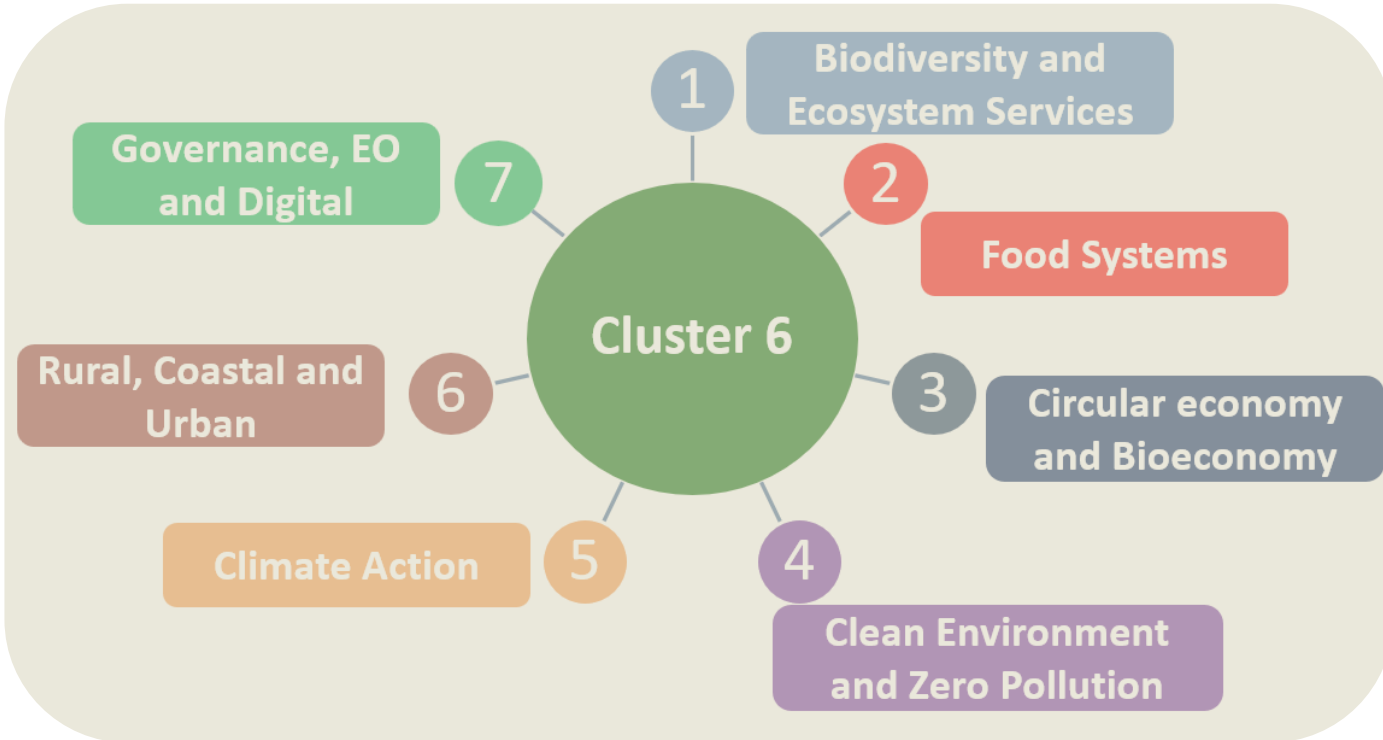 Cluster 6
1
Biodiversity and
Ecosystem Services
2
Food Systems
3
Circular economy
and Bioeconomy
4
Clean Environment
and Zero Pollution
5
Climate Action
6
Rural, Coastal and
Urban
7
Governance, EO
and Digital